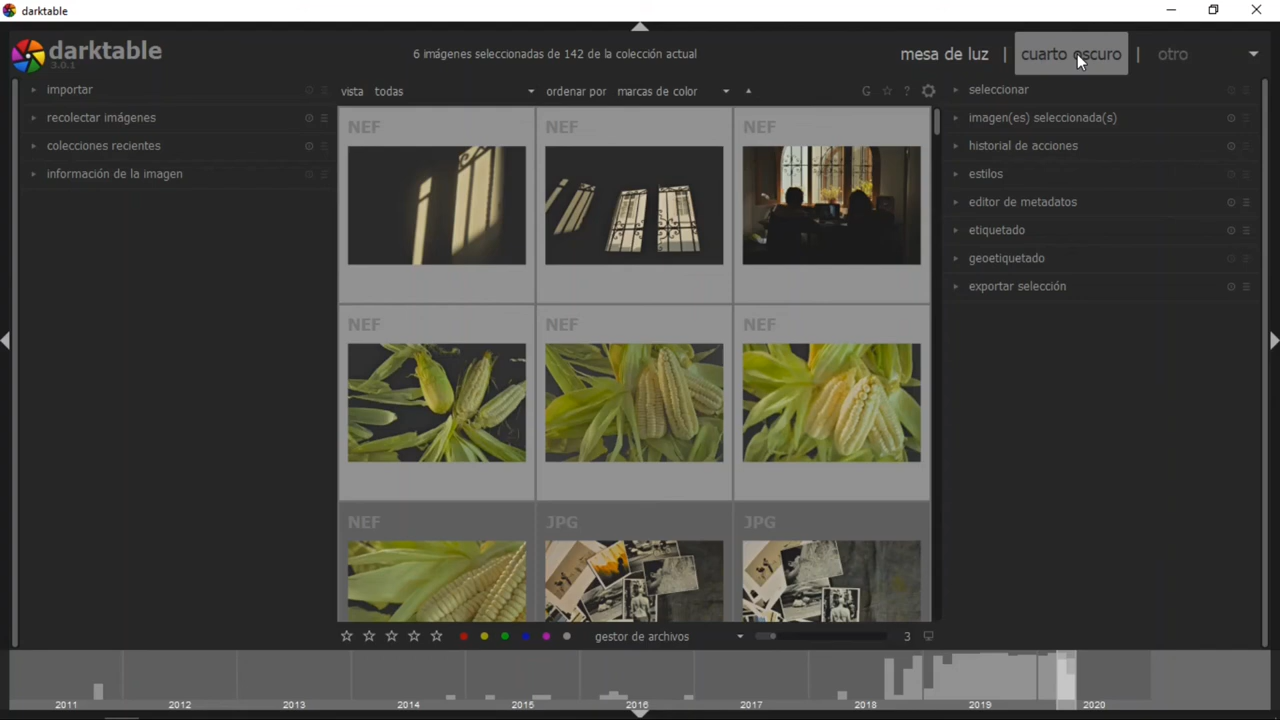 darktable
darktable
3.0.1
6 imágenes seleccionadas de 142 de la colección actual
mesa de luz | cuarto oscuro | otro
importar
recolectar imágenes
colecciones recientes
información de la imagen
vista todas ordenar por marcas de color G ?
NEF NEF NEF
NEF NEF NEF
NEF JPG JPG
seleccionar
imagen(es) seleccionada(s)
historial de acciones
estilos
editor de metadatos
etiquetado
geoetiquetado
exportar selección
gestor de archivos 3
2011 2012 2013 2014 2015 2016 2017 2018 2019 2020